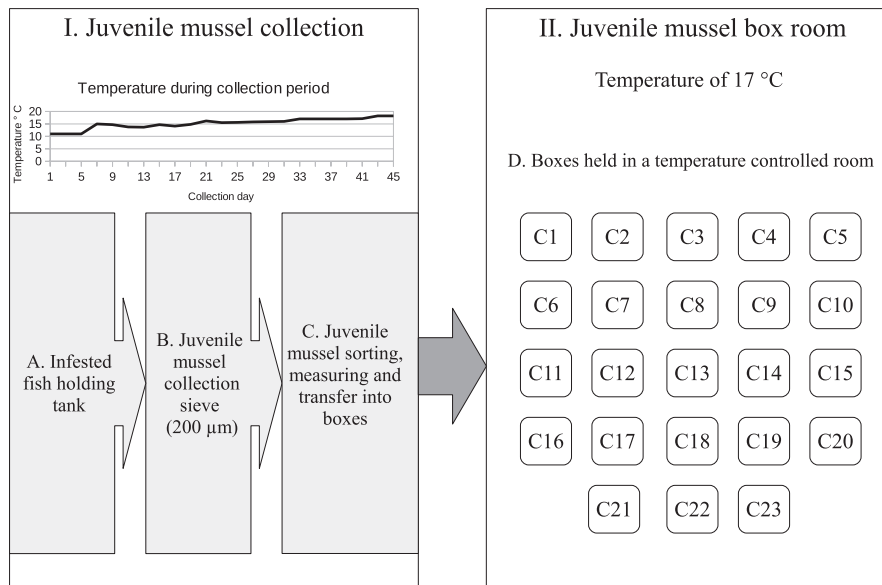 I. Juvenile mussel collection
Temperature during collection period
Temperature ° C
20
15
10
5
0
1 5 9 13 17 21 25 29 33 37 41 45
Collection day
A. Infested
fish holding
tank
B. Juvenile
mussel
collection
sieve
(200 µm)
C. Juvenile
mussel sorting,
measuring and
transfer into
boxes
II. Juvenile mussel box room
Temperature of 17 °C
D. Boxes held in a temperature controlled room
C1 C2 C3 C4 C5
C6 C7 C8 C9 C10
C11 C12 C13 C14 C15
C16 C17 C18 C19 C20
C21 C22 C23